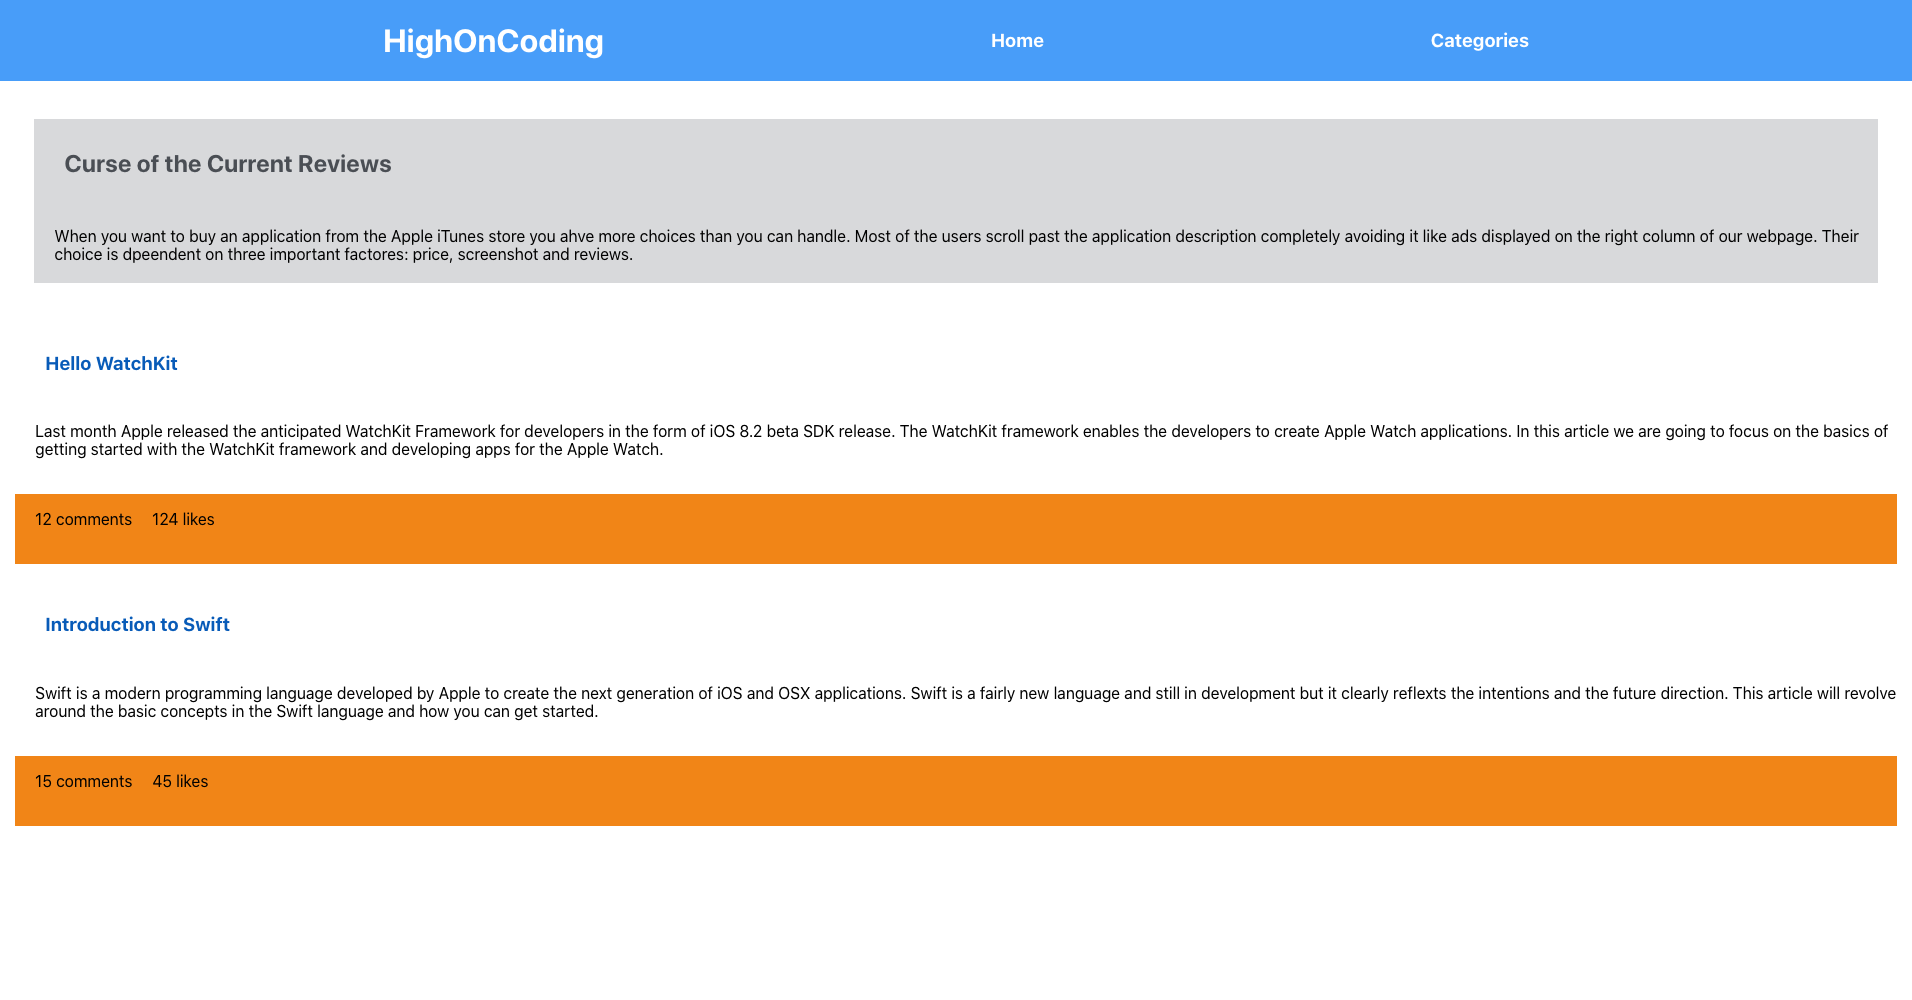 HighOnCoding Home Categories
Curse of the Current Reviews
When you want to buy an application from the Apple iTunes store you ahve more choices than you can handle. Most of the users scroll past the application description completely avoiding it like ads displayed on the right column of our webpage. Their
choice is dpeendent on three important factores: price, screenshot and reviews.
Hello WatchKit
Last month Apple released the anticipated WatchKit Framework for developers in the form of iOS 8.2 beta SDK release. The WatchKit framework enables the developers to create Apple Watch applications. In this article we are going to focus on the basics of
getting started with the WatchKit framework and developing apps for the Apple Watch.
12 comments 124 likes
Introduction to Swift
Swift is a modern programming language developed by Apple to create the next generation of iOS and OSX applications. Swift is a fairly new language and still in development but it clearly reflexts the intentions and the future direction. This article will revolve
around the basic concepts in the Swift language and how you can get started.
15 comments 45 likes